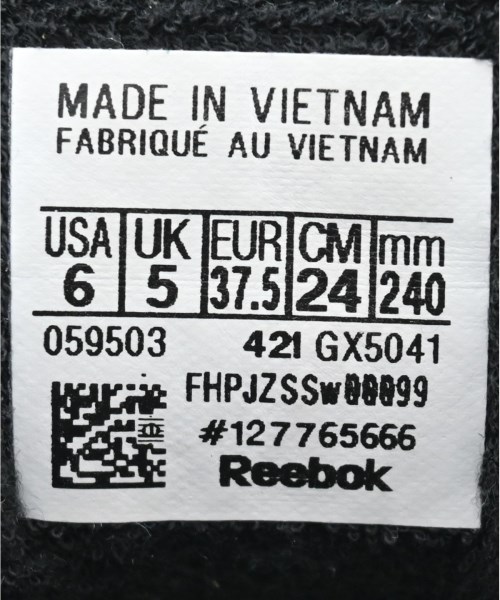 MADE IN VIETNAM
FABRIQUÉ AU VIETNAM
USA UK EUR CM mm
6 5 37.5 24 240
059503 421 GX5041
FHPJZSSW00099
#127765666
Reebok